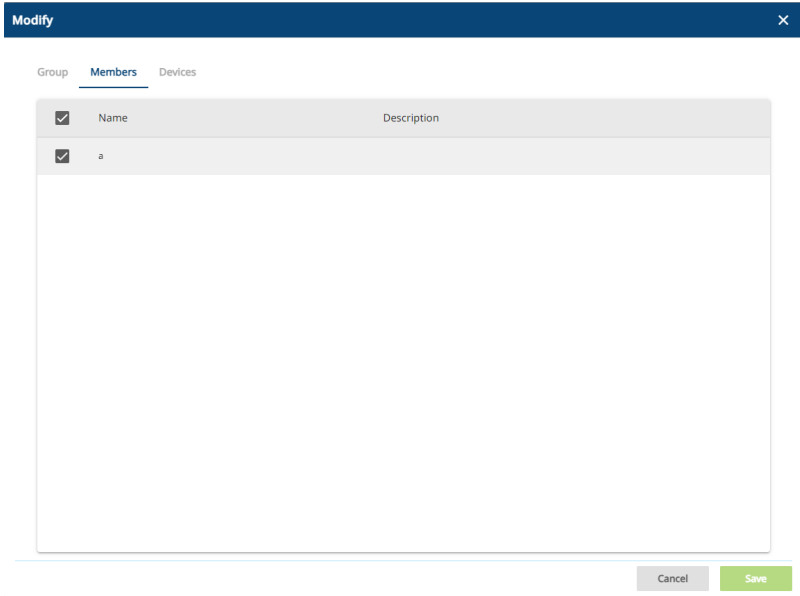 Modify
Group Members Devices
Name Description
a
Cancel Save